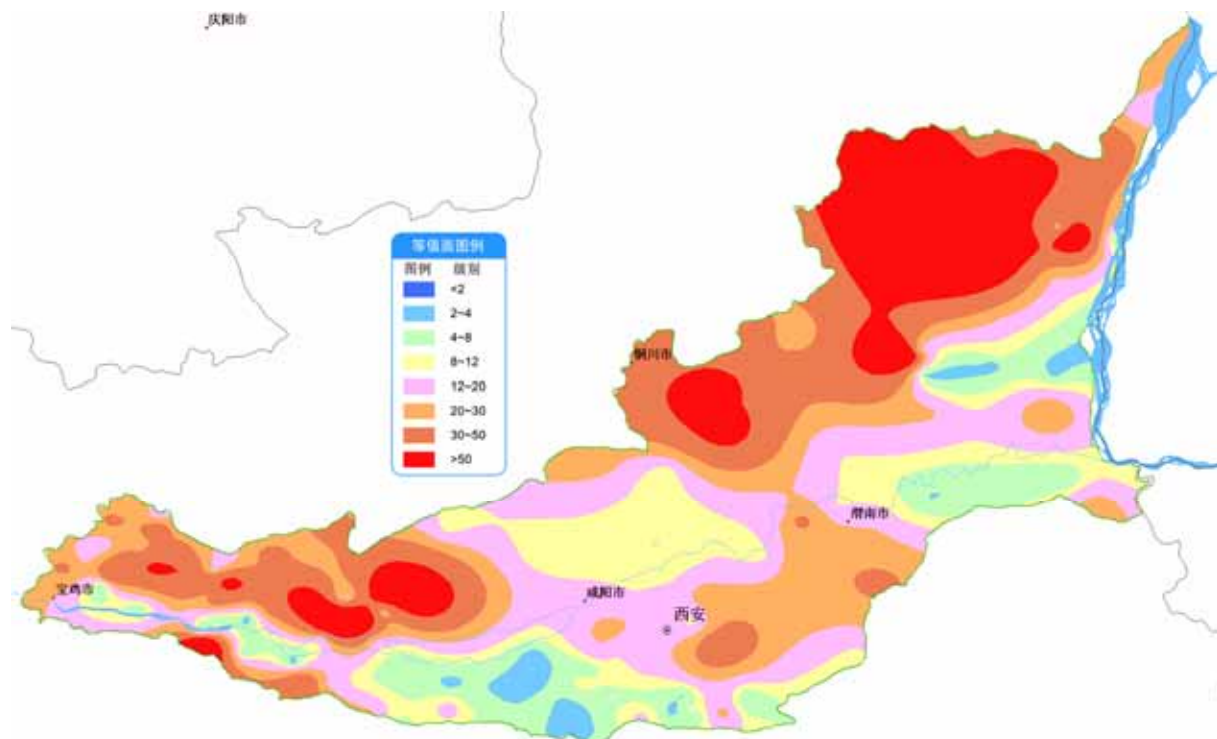 庆阳市
等值面图例
图例 级别
<2
2~4
4~8
8~12
12~20
20~30
30~50
>50
铜川市
渭南市
宝鸡市
咸阳市
西安